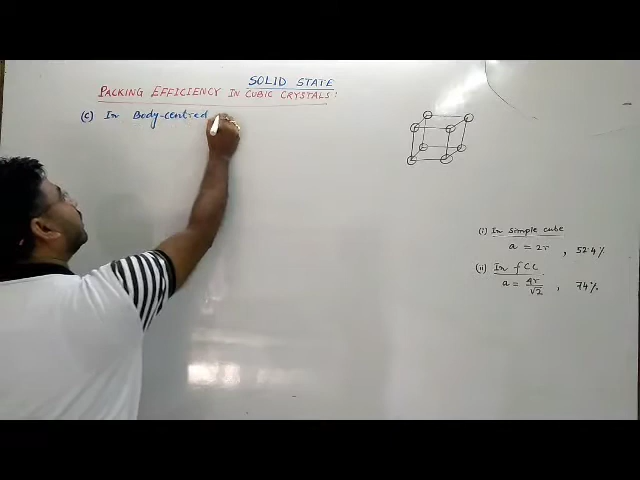 SOLID STATE
PACKING EFFICIENCY IN CUBIC CRYSTALS:
(c) In Body-centred
(i) In simple cube
a = 2r , 52.4%
(ii) In fCC
a = 4r/√2 , 74%